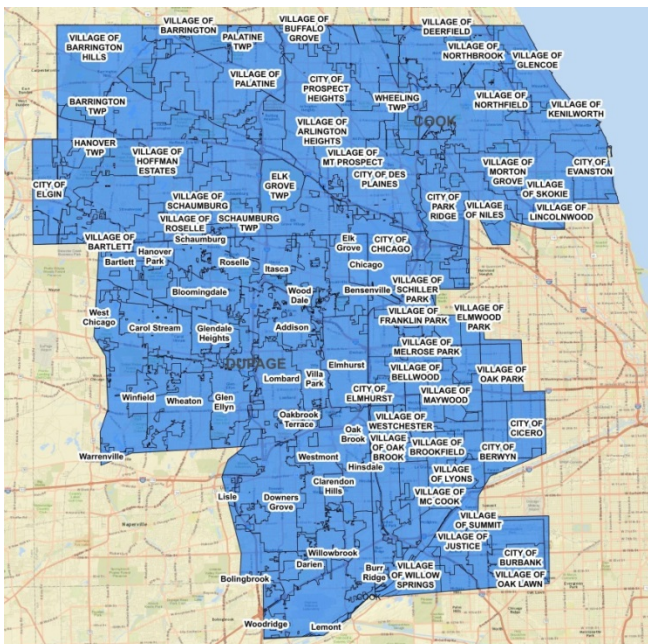 VILLAGE OF
BARRINGTON
VILLAGE OF
BUFFALO
GROVE
VILLAGE OF
DEERFIELD
VILLAGE OF
BARRINGTON
HILLS
PALATINE
TWP
VILLAGE OF
NORTHBROOK
VILLAGE OF
GLENCOE
VILLAGE OF
PALATINE
CITY OF
PROSPECT
HEIGHTS
BARRINGTON
TWP
WHEELING
TWP
VILLAGE OF
NORTHFIELD
VILLAGE OF
KENILWORTH
COOK
VILLAGE OF
ARLINGTON
HEIGHTS
HANOVER
TWP
VILLAGE OF
HOFFMAN
ESTATES
VILLAGE OF
MT PROSPECT
CITY OF DES
PLAINES
VILLAGE OF
MORTON
GROVE
CITY OF
EVANSTON
CITY OF
ELGIN
ELK
GROVE
TWP
VILLAGE OF
SKOKIE
VILLAGE OF
SCHAUMBURG
CITY OF
PARK
RIDGE
VILLAGE OF
NILES
VILLAGE OF
LINCOLNWOOD
VILLAGE OF
ROSELLE
SCHAUMBURG
TWP
VILLAGE OF
BARTLETT
Schaumburg
Elk
Grove
CITY OF
CHICAGO
Hanover
Park
Bartlett
Roselle
Itasca
Chicago
Bloomingdale
Wood
Dale
Bensenville
VILLAGE OF
SCHILLER
PARK
West
Chicago
Carol Stream
Glendale
Heights
Addison
VILLAGE OF
FRANKLIN PARK
VILLAGE OF
ELMWOOD
PARK
VILLAGE OF
MELROSE PARK
DUPAGE
Lombard
Villa
Park
Elmhurst
VILLAGE OF
BELLWOOD
VILLAGE OF
OAK PARK
Winfield
Wheaton
Glen
Ellyn
CITY OF
ELMHURST
VILLAGE OF
MAYWOOD
Oakbrook
Terrace
VILLAGE OF
WESTCHESTER
CITY OF
CICERO
Oak
Brook
VILLAGE
OF OAK
BROOK
VILLAGE OF
BROOKFIELD
CITY OF
BERWYN
Warrenville
Westmont
Hinsdale
VILLAGE
OF LYONS
Lisle
Downers
Grove
Clarendon
Hills
VILLAGE OF
MC COOK
VILLAGE
OF SUMMIT
VILLAGE OF
JUSTICE
Willowbrook
Darien
CITY OF
BURBANK
Bolingbrook
Burr
Ridge
VILLAGE
OF WILLOW
SPRINGS
VILLAGE OF
OAK LAWN
COOK
Woodridge
Lemont